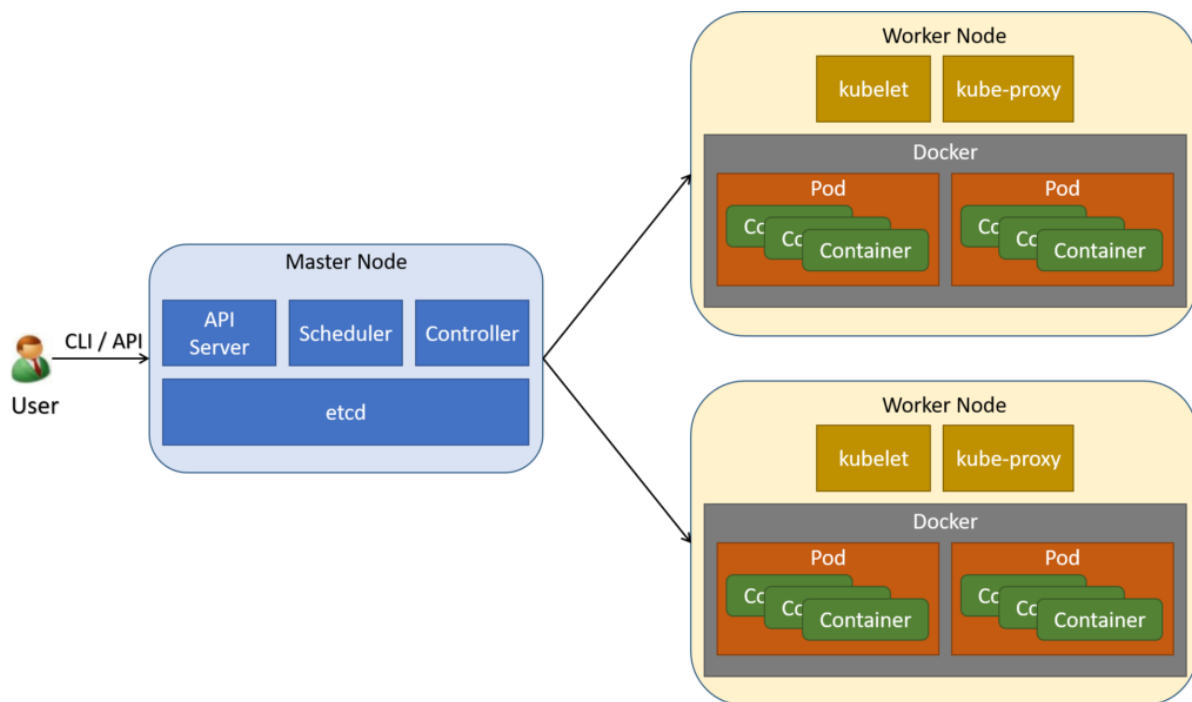 User
CLI / API
Master Node
API
Server
Scheduler
Controller
etcd
Worker Node
kubelet
kube-proxy
Docker
Pod
Container
Pod
Container
Worker Node
kubelet
kube-proxy
Docker
Pod
Container
Pod
Container